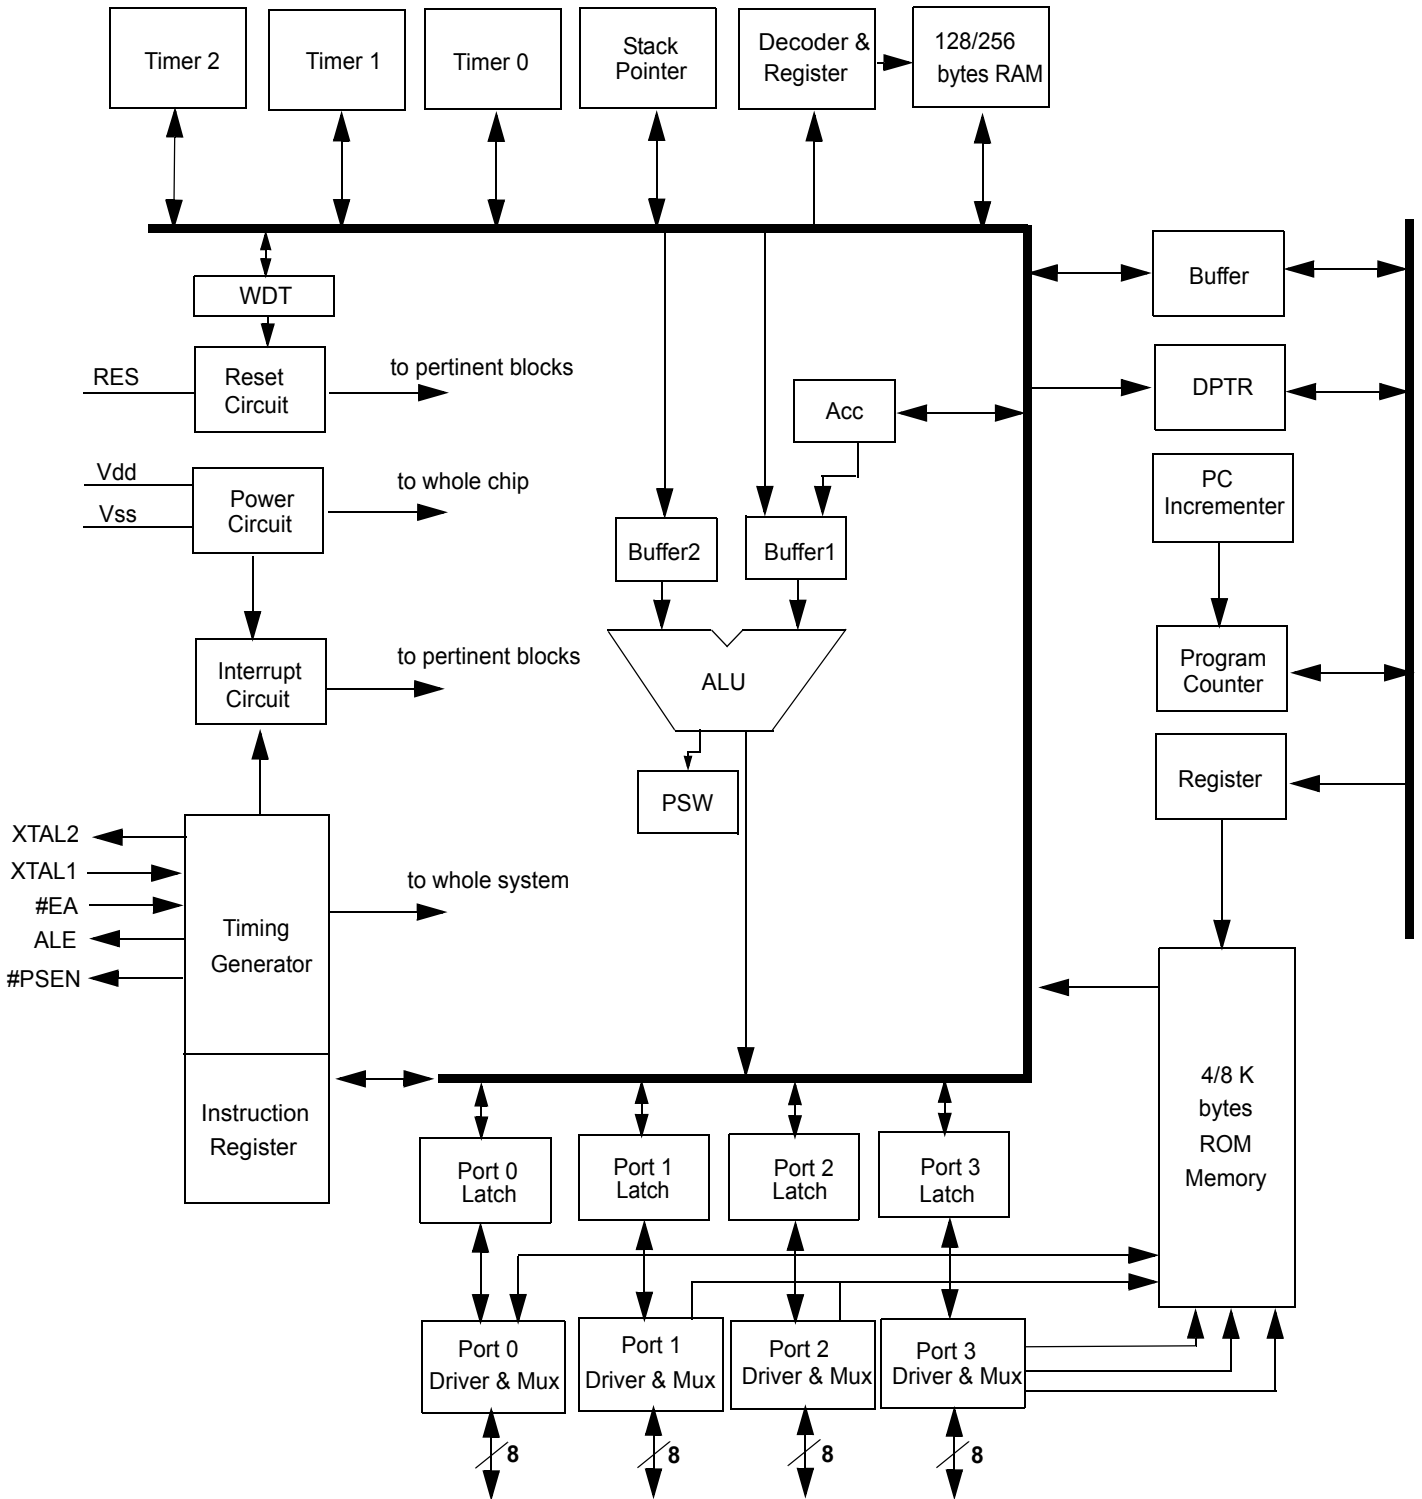 Timer 2
Timer 1
Timer 0
Stack
Pointer
Decoder &
Register
128/256
bytes RAM
WDT
Buffer
RES
Reset
Circuit
to pertinent blocks
Acc
DPTR
Vdd
Vss
Power
Circuit
to whole chip
PC
Incrementer
Buffer2
Buffer1
Interrupt
Circuit
to pertinent blocks
ALU
Program
Counter
PSW
Register
XTAL2
XTAL1
#EA
ALE
#PSEN
Timing
Generator
to whole system
Instruction
Register
4/8 K
bytes
ROM
Memory
Port 0
Latch
Port 1
Latch
Port 2
Latch
Port 3
Latch
Port 0
Driver & Mux
Port 1
Driver & Mux
Port 2
Driver & Mux
Port 3
Driver & Mux
8
8
8
8